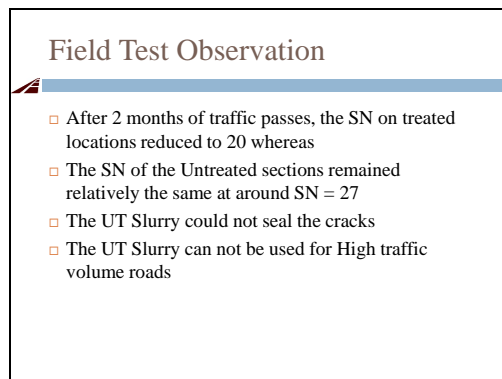 Field Test Observation
After 2 months of traffic passes, the SN on treated
locations reduced to 20 whereas
The SN of the Untreated sections remained
relatively the same at around SN = 27
The UT Slurry could not seal the cracks
The UT Slurry can not be used for High traffic
volume roads